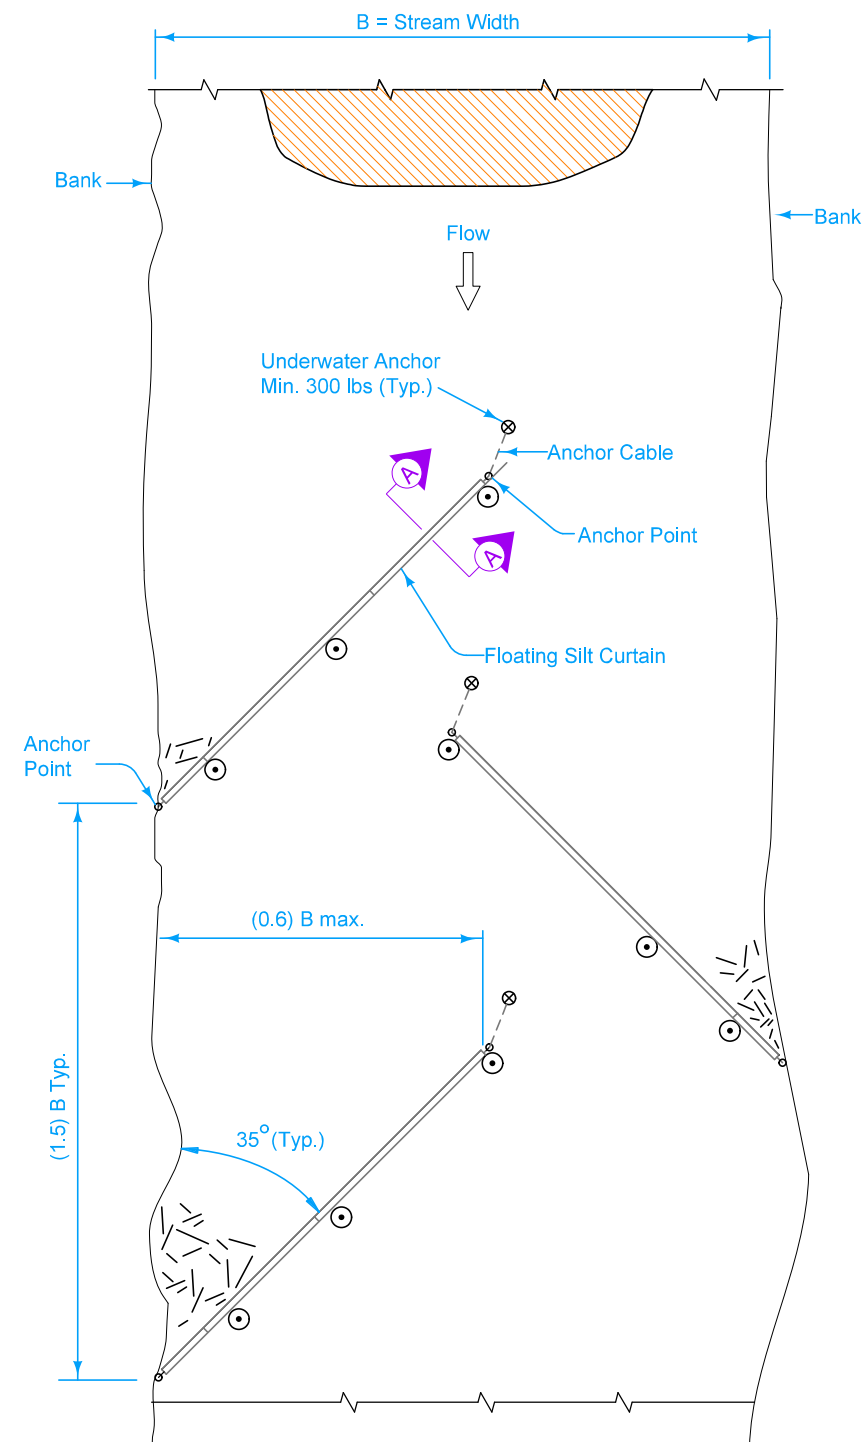 B = Stream Width
Bank
Bank
Flow
Underwater Anchor
Min. 300 lbs (Typ.)
Anchor Cable
A
Anchor Point
A
Floating Silt Curtain
Anchor
Point
(0.6) B max.
(1.5) B Typ.
35° (Typ.)